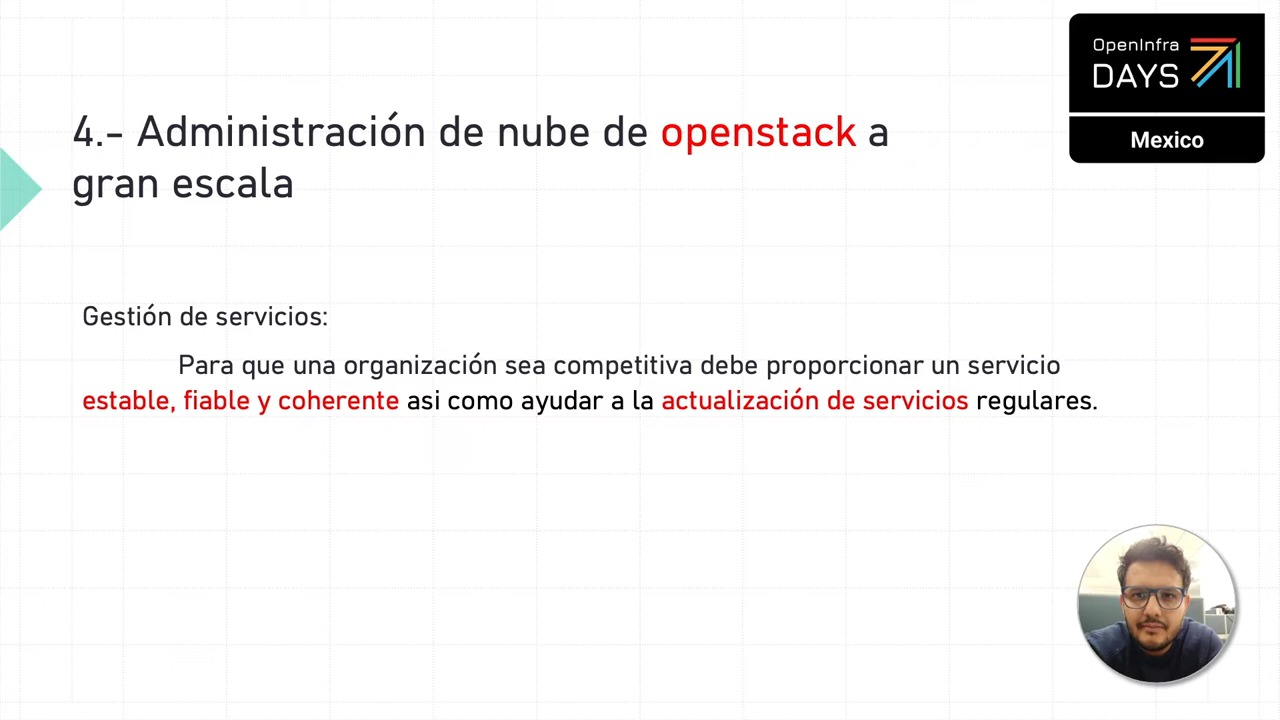 OpenInfra
DAYS
Mexico
4.- Administración de nube de openstack a
gran escala
Gestión de servicios:
Para que una organización sea competitiva debe proporcionar un servicio
estable, fiable y coherente asi como ayudar a la actualización de servicios regulares.